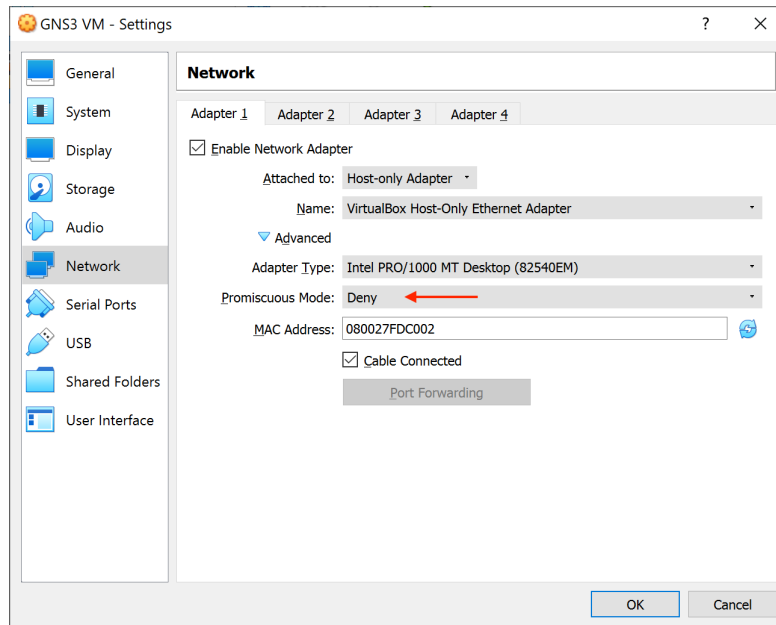 GNS3 VM - Settings
?
General
System
Display
Storage
Audio
Network
Serial Ports
USB
Shared Folders
User Interface
Network
Adapter 1 Adapter 2 Adapter 3 Adapter 4
Enable Network Adapter
Attached to: Host-only Adapter
Name: VirtualBox Host-Only Ethernet Adapter
Advanced
Adapter Type: Intel PRO/1000 MT Desktop (82540EM)
Promiscuous Mode: Deny
MAC Address: 080027FDC002
Cable Connected
Port Forwarding
OK Cancel